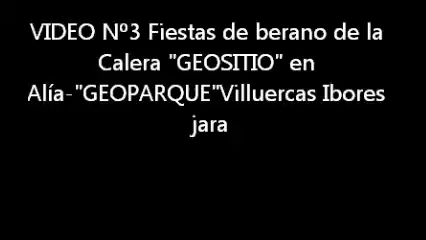 VIDEO Nº3 Fiestas de berano de la
Calera "GEOSITIO" en
Alía-"GEOPARQUE"Villuercas Ibores
jara